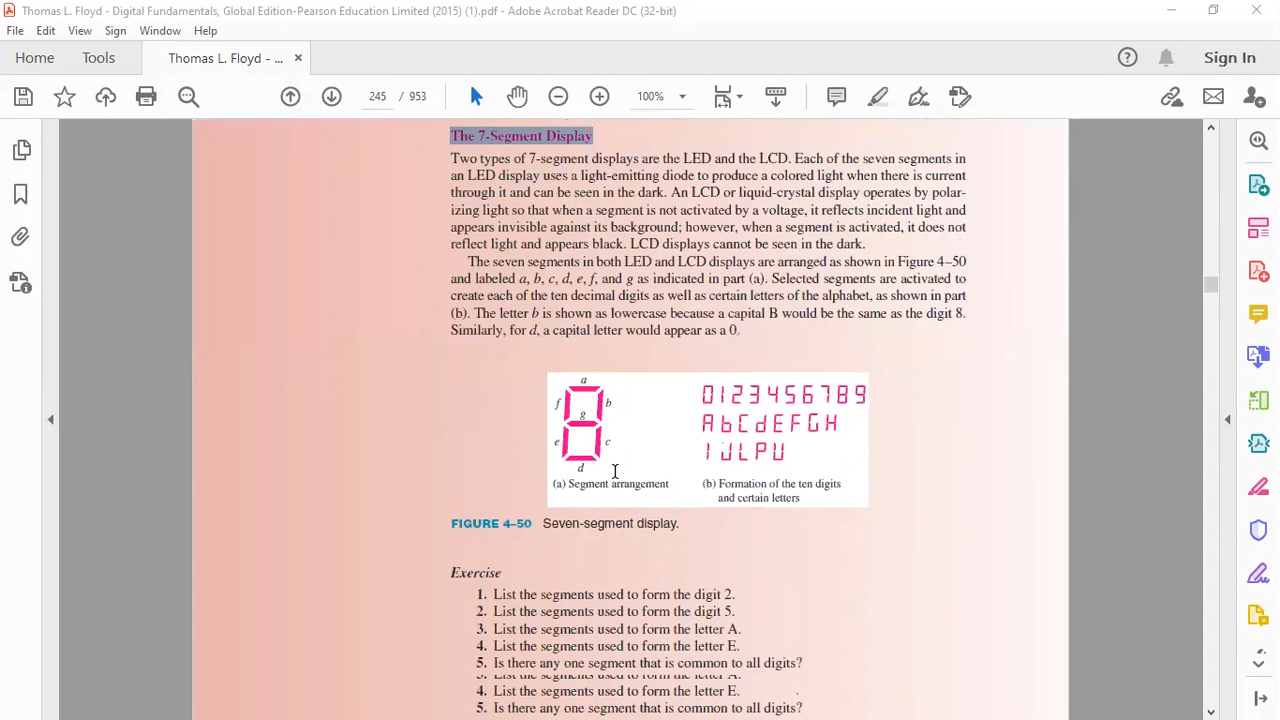 Thomas L. Floyd - Digital Fundamentals, Global Edition-Pearson Education Limited (2015) (1).pdf - Adobe Acrobat Reader DC (32-bit)
File Edit View Sign Window Help
Home Tools Thomas L. Floyd - ... × Sign In
245 / 953 100%
The 7-Segment Display
Two types of 7-segment displays are the LED and the LCD. Each of the seven segments in
an LED display uses a light-emitting diode to produce a colored light when there is current
through it and can be seen in the dark. An LCD or liquid-crystal display operates by polar-
izing light so that when a segment is not activated by a voltage, it reflects incident light and
appears invisible against its background; however, when a segment is activated, it does not
reflect light and appears black. LCD displays cannot be seen in the dark.
The seven segments in both LED and LCD displays are arranged as shown in Figure 4–50
and labeled a, b, c, d, e, f, and g as indicated in part (a). Selected segments are activated to
create each of the ten decimal digits as well as certain letters of the alphabet, as shown in part
(b). The letter b is shown as lowercase because a capital B would be the same as the digit 8.
Similarly, for d, a capital letter would appear as a 0.
a
f b
g
e c
d
0 1 2 3 4 5 6 7 8 9
A b C d E F G H
I J L P U
(a) Segment arrangement
(b) Formation of the ten digits
and certain letters
FIGURE 4–50 Seven-segment display.
Exercise
1. List the segments used to form the digit 2.
2. List the segments used to form the digit 5.
3. List the segments used to form the letter A.
4. List the segments used to form the letter E.
5. Is there any one segment that is common to all digits?
3. List the segments used to form the letter A.
4. List the segments used to form the letter E.
5. Is there any one segment that is common to all digits?